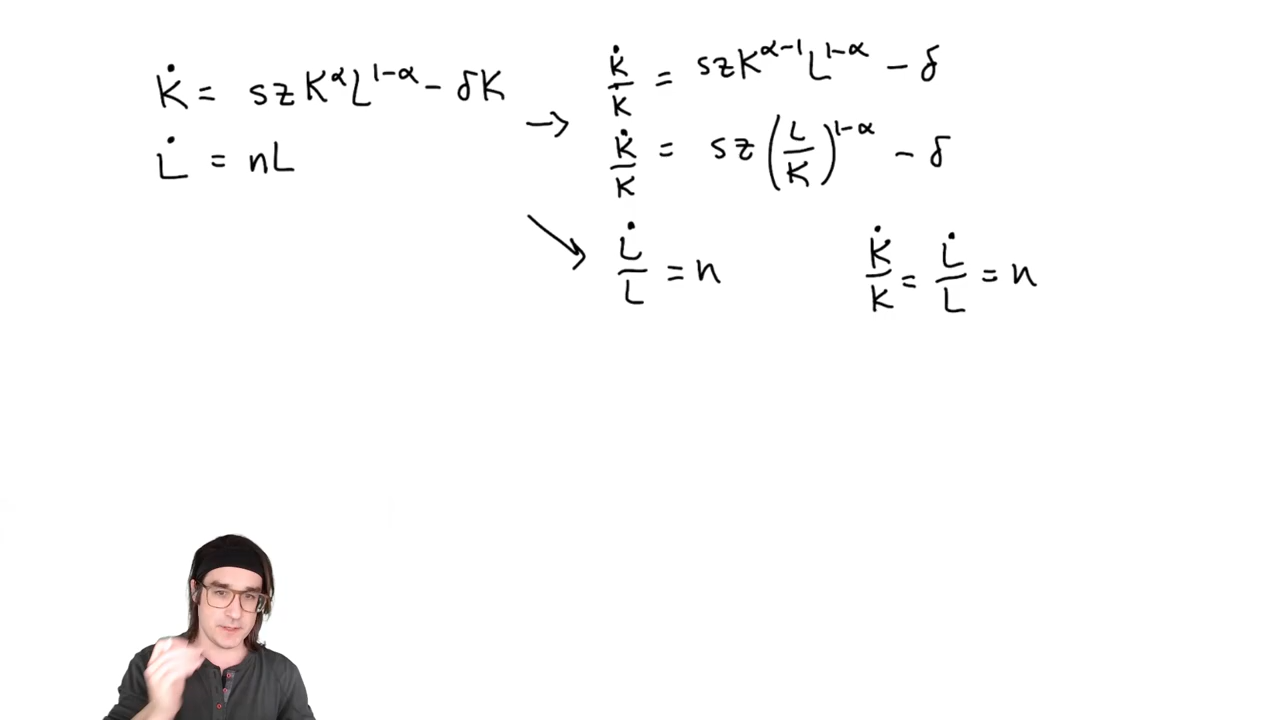 K̇ = szK^α L^{1-α} - δK
L̇ = nL
→ K̇/K = szK^{α-1} L^{1-α} - δ
K̇/K = sz(L/K)^{1-α} - δ
↘ L̇/L = n
K̇/K = L̇/L = n